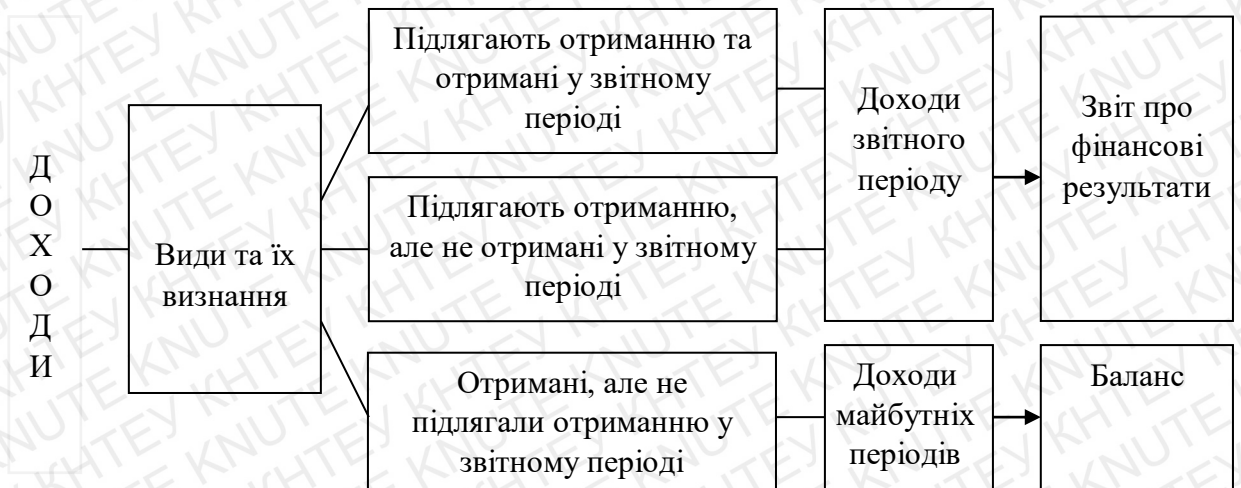 ДОХОДИ
Види та їх
визнання
Підлягають отриманню та
отримані у звітному
періоді
Підлягають отриманню,
але не отримані у звітному
періоді
Отримані, але не
підлягали отриманню у
звітному періоді
Доходи
звітного
періоду
Доходи
майбутніх
періодів
Звіт про
фінансові
результати
Баланс